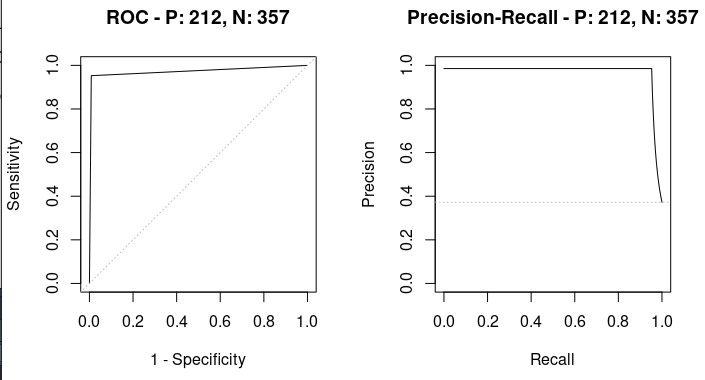 ROC - P: 212, N: 357
Sensitivity
1.0
0.8
0.6
0.4
0.2
0.0
0.0 0.2 0.4 0.6 0.8 1.0
1 - Specificity
Precision-Recall - P: 212, N: 357
Precision
1.0
0.8
0.6
0.4
0.2
0.0
0.0 0.2 0.4 0.6 0.8 1.0
Recall